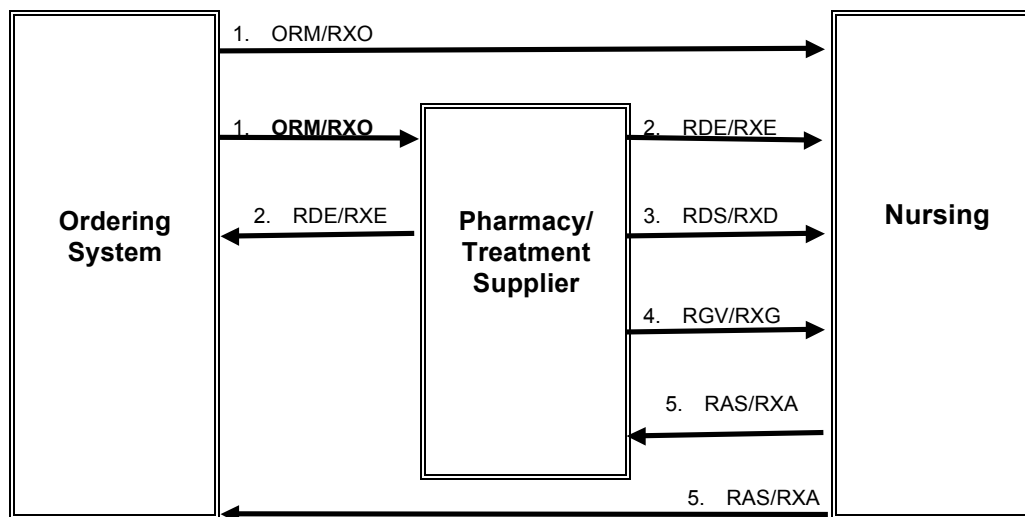 1. ORM/RXO
1. ORM/RXO
2. RDE/RXE
Ordering
System
2. RDE/RXE
Pharmacy/
Treatment
Supplier
3. RDS/RXD
Nursing
4. RGV/RXG
5. RAS/RXA
5. RAS/RXA